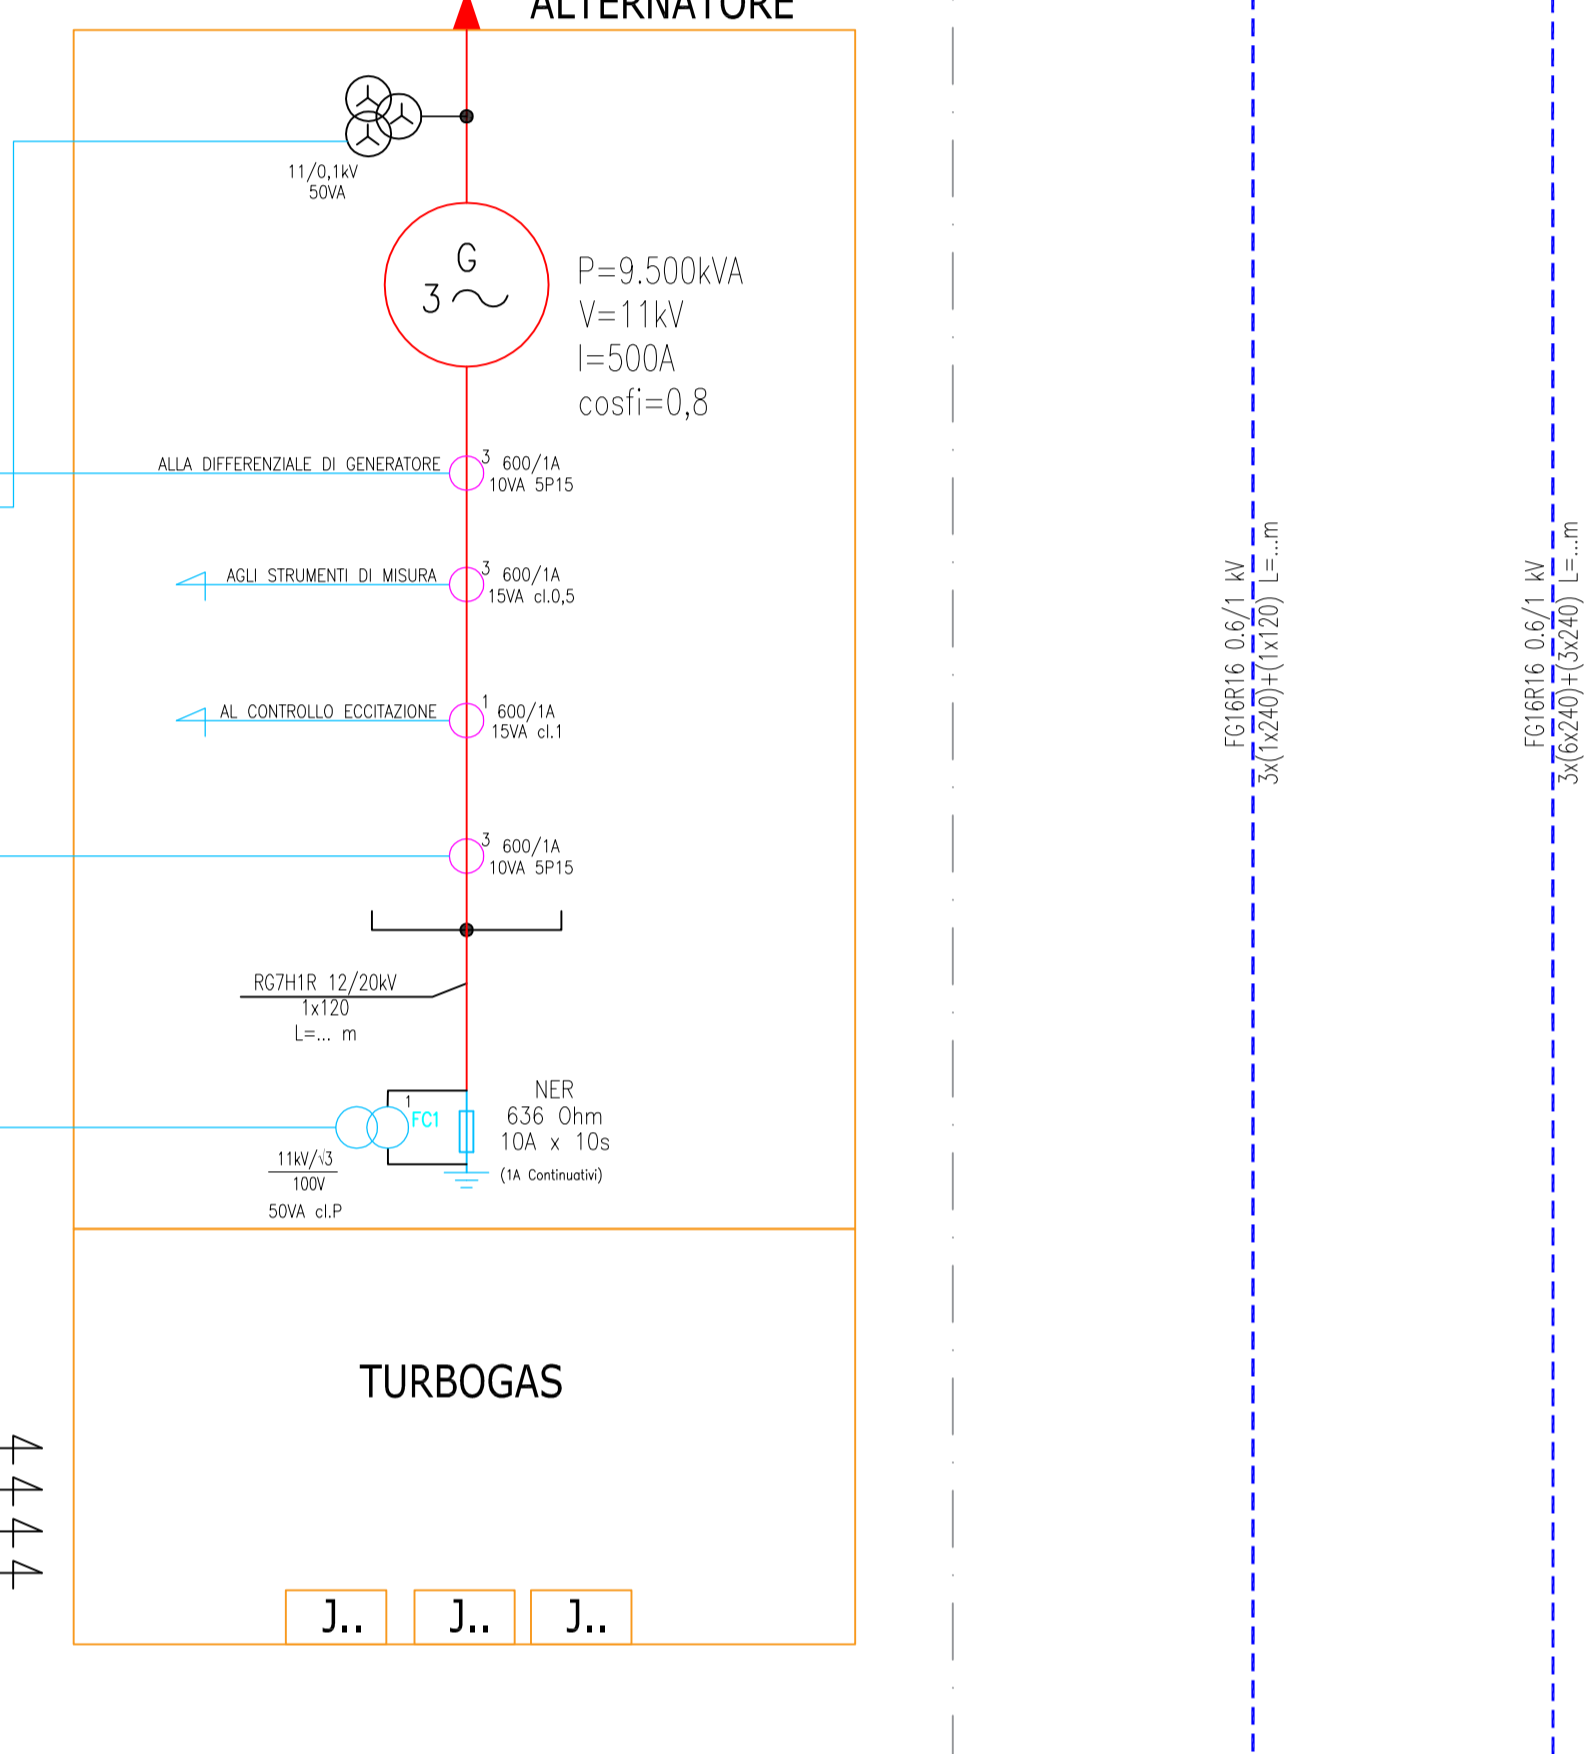 ALTERNATORE
11/0,1kV
50VA
G
3
P=9.500kVA
V=11kV
I=500A
cosfi=0,8
ALLA DIFFERENZIALE DI GENERATORE
3 600/1A
10VA 5P15
AGLI STRUMENTI DI MISURA
3 600/1A
15VA cl.0,5
AL CONTROLLO ECCITAZIONE
1 600/1A
15VA cl.1
3 600/1A
10VA 5P15
RG7H1R 12/20kV
1x120
L=... m
1
FC1
NER
636 Ohm
10A x 10s
(1A Continuativi)
11kV/√3
100V
50VA cl.P
TURBOGAS
J..
J..
J..
FG16R16 0.6/1 kV
3x(1x240)+(1x120) L=...m
FG16R16 0.6/1 kV
3x(6x240)+(3x240) L=...m